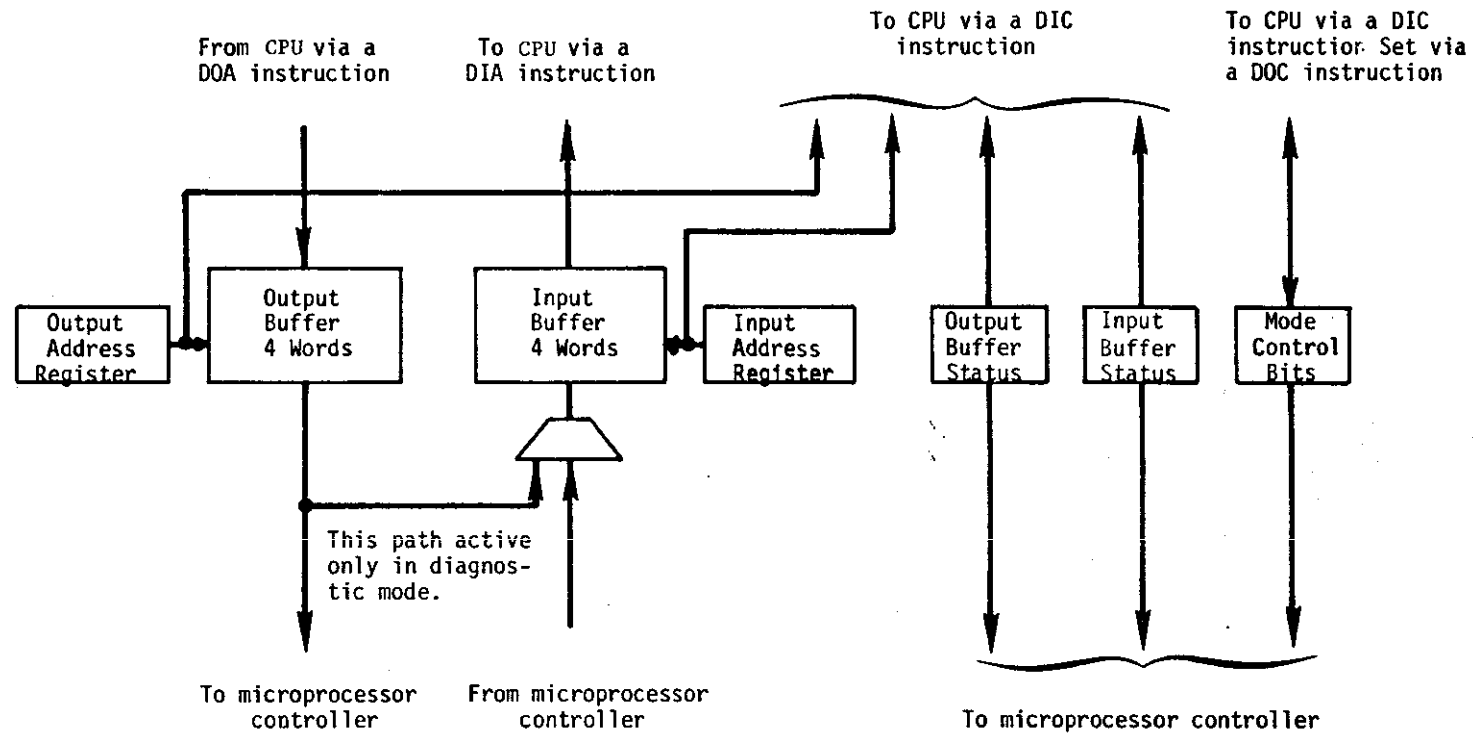 From CPU via a
DOA instruction
To CPU via a
DIA instruction
To CPU via a DIC
instruction
To CPU via a DIC
instruction. Set via
a DOC instruction
Output
Address
Register
Output
Buffer
4 Words
Input
Buffer
4 Words
Input
Address
Register
Output
Buffer
Status
Input
Buffer
Status
Mode
Control
Bits
This path active
only in diagnos-
tic mode.
To microprocessor
controller
From microprocessor
controller
To microprocessor controller